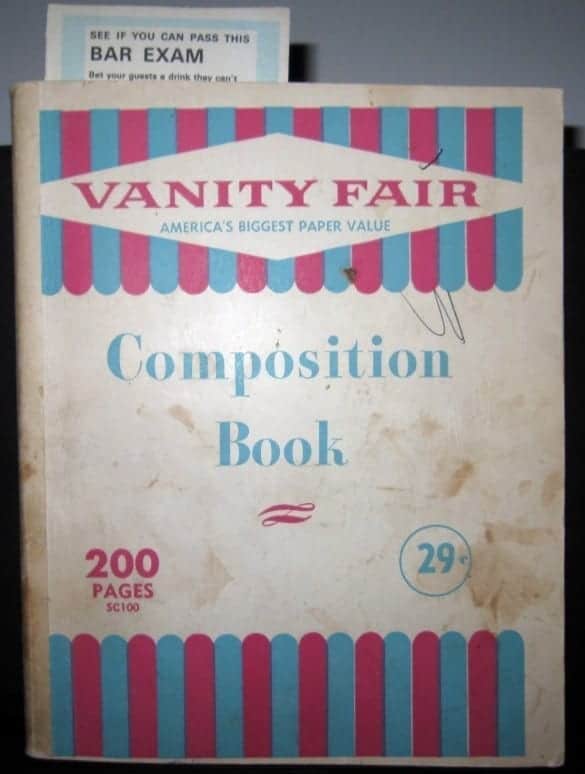 SEE IF YOU CAN PASS THIS
BAR EXAM
Bet your guests a drink they can't
VANITY FAIR
AMERICA'S BIGGEST PAPER VALUE
Composition
Book
200
PAGES
SC100
29¢